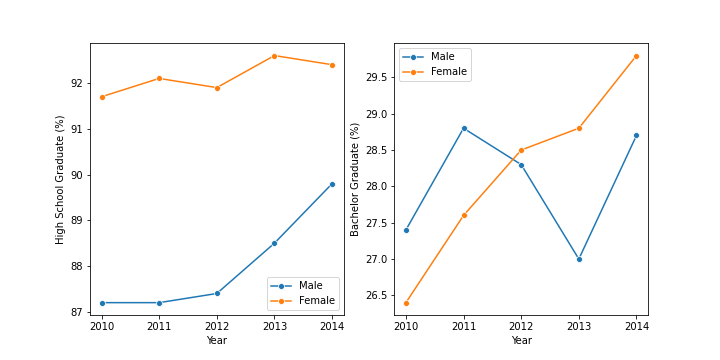 High School Graduate (%)
92
91
90
89
88
87
2010 2011 2012 2013 2014
Year
Male
Female
Bachelor Graduate (%)
29.5
29.0
28.5
28.0
27.5
27.0
26.5
2010 2011 2012 2013 2014
Year
Male
Female